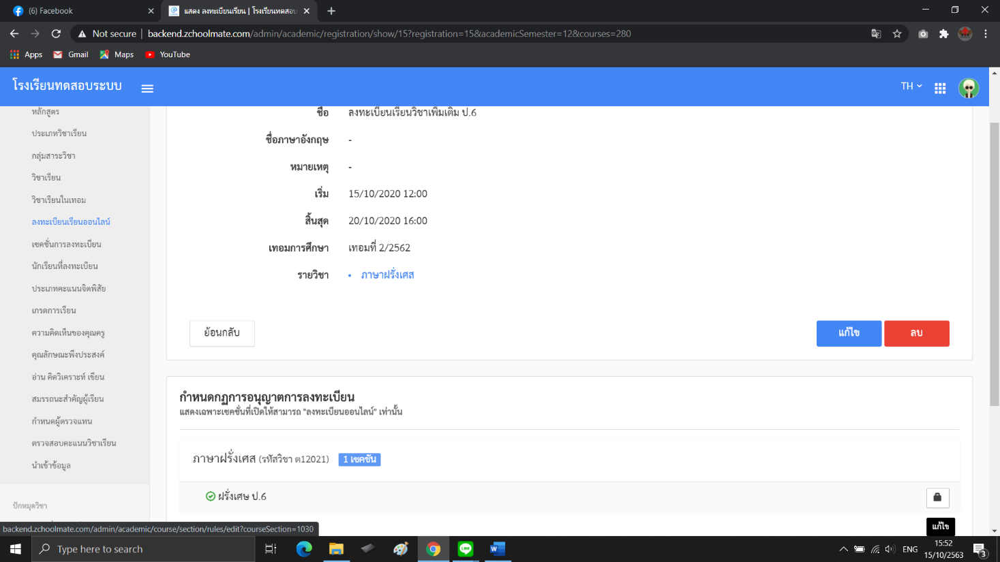 (6) Facebook
แสดง ลงทะเบียนเรียน | โรงเรียนทดสอบ
Not secure | backend.zchoolmate.com/admin/academic/registration/show/15?registration=15&academicSemester=12&courses=280
Apps Gmail Maps YouTube
โรงเรียนทดสอบระบบ
TH
หลักสูตร
ประเภทวิชาเรียน
กลุ่มสาระวิชา
วิชาเรียน
วิชาเรียนในเทอม
ลงทะเบียนเรียนออนไลน์
เซคชั่นการลงทะเบียน
นักเรียนที่ลงทะเบียน
ประเภทคะแนนจิตพิสัย
เกรดการเรียน
ความคิดเห็นของคุณครู
คุณลักษณะพึงประสงค์
อ่าน คิดวิเคราะห์ เขียน
สมรรถนะสำคัญผู้เรียน
กำหนดผู้ตรวจแทน
ตรวจสอบคะแนนวิชาเรียน
นำเข้าข้อมูล
ปักหมุดวิชา
ชื่อ ลงทะเบียนเรียนวิชาเพิ่มเติม ป.6
ชื่อภาษาอังกฤษ -
หมายเหตุ -
เริ่ม 15/10/2020 12:00
สิ้นสุด 20/10/2020 16:00
เทอมการศึกษา เทอมที่ 2/2562
รายวิชา • ภาษาฝรั่งเศส
ย้อนกลับ แก้ไข ลบ
กำหนดกฏการอนุญาตการลงทะเบียน
แสดงเฉพาะเซคชั่นที่เปิดให้สามารถ "ลงทะเบียนออนไลน์" เท่านั้น
ภาษาฝรั่งเศส (รหัสวิชา ต12021) 1 เซคชัน
ฝรั่งเศษ ป.6
แก้ไข
backend.zchoolmate.com/admin/academic/course/section/rules/edit?courseSection=1030
Type here to search
LINE
W
ENG
15:52
15/10/2563
3